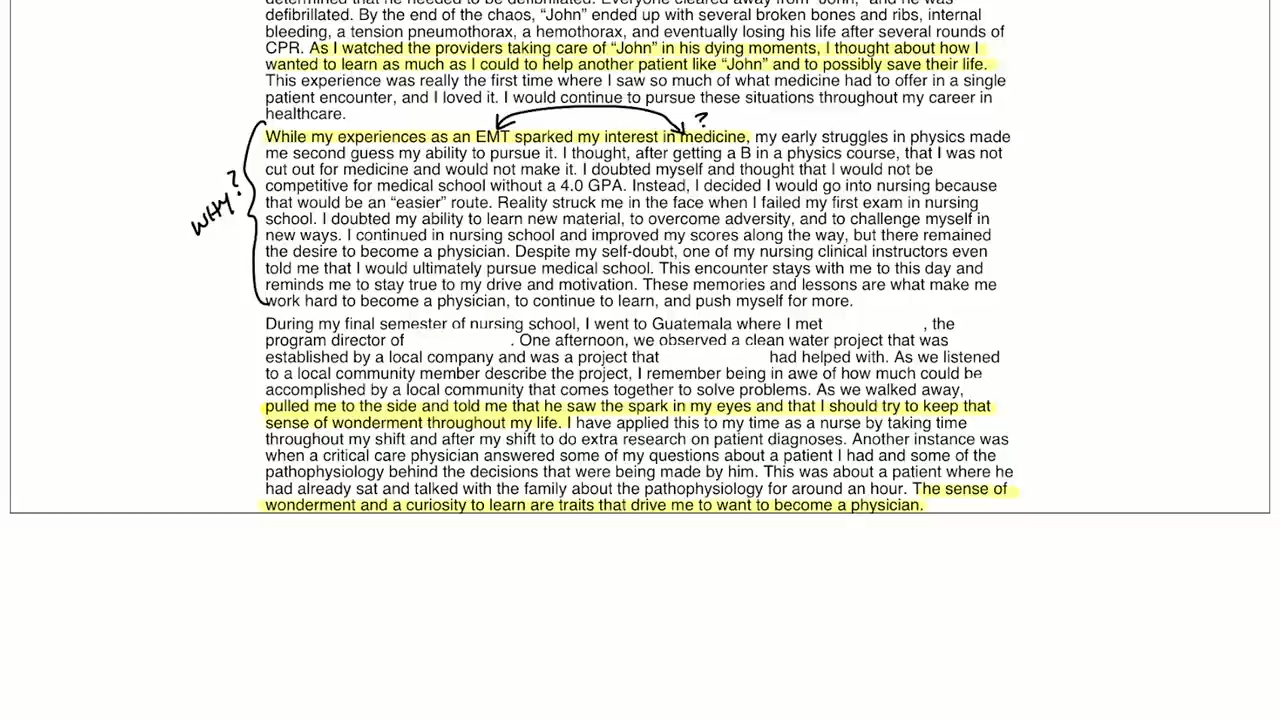 determined that he needed to be defibrillated. Everyone cleared away from “John,” and he was
defibrillated. By the end of the chaos, “John” ended up with several broken bones and ribs, internal
bleeding, a tension pneumothorax, a hemothorax, and eventually losing his life after several rounds of
CPR. As I watched the providers taking care of “John” in his dying moments, I thought about how I
wanted to learn as much as I could to help another patient like “John” and to possibly save their life.
This experience was really the first time where I saw so much of what medicine had to offer in a single
patient encounter, and I loved it. I would continue to pursue these situations throughout my career in
healthcare.
?
While my experiences as an EMT sparked my interest in medicine, my early struggles in physics made
me second guess my ability to pursue it. I thought, after getting a B in a physics course, that I was not
cut out for medicine and would not make it. I doubted myself and thought that I would not be
competitive for medical school without a 4.0 GPA. Instead, I decided I would go into nursing because
that would be an “easier” route. Reality struck me in the face when I failed my first exam in nursing
school. I doubted my ability to learn new material, to overcome adversity, and to challenge myself in
new ways. I continued in nursing school and improved my scores along the way, but there remained
the desire to become a physician. Despite my self-doubt, one of my nursing clinical instructors even
told me that I would ultimately pursue medical school. This encounter stays with me to this day and
reminds me to stay true to my drive and motivation. These memories and lessons are what make me
work hard to become a physician, to continue to learn, and push myself for more.
WHY?
During my final semester of nursing school, I went to Guatemala where I met , the
program director of . One afternoon, we observed a clean water project that was
established by a local company and was a project that had helped with. As we listened
to a local community member describe the project, I remember being in awe of how much could be
accomplished by a local community that comes together to solve problems. As we walked away,
pulled me to the side and told me that he saw the spark in my eyes and that I should try to keep that
sense of wonderment throughout my life. I have applied this to my time as a nurse by taking time
throughout my shift and after my shift to do extra research on patient diagnoses. Another instance was
when a critical care physician answered some of my questions about a patient I had and some of the
pathophysiology behind the decisions that were being made by him. This was about a patient where he
had already sat and talked with the family about the pathophysiology for around an hour. The sense of
wonderment and a curiosity to learn are traits that drive me to want to become a physician.